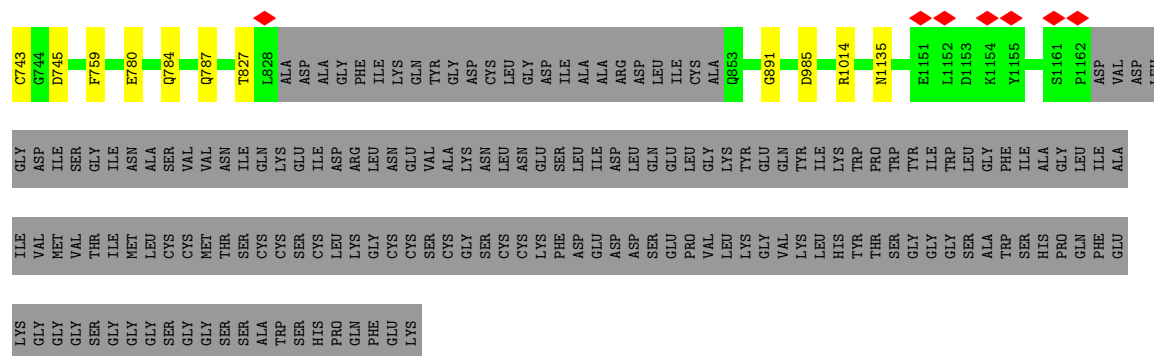 C743 G744 D745 F759 E780 Q784 Q787 T827 L828 ALA ASP ALA GLY PHE ILE LYS GLN TYR GLY ASP CYS LEU GLY ASP ILE ALA ALA ARG ASP LEU ILE CYS ALA Q853 G891 D985 R1014 N1135 E1151 L1152 D1153 K1154 Y1155 S1161 P1162 ASP VAL ASP LEU
GLY ASP ILE SER GLY ILE ASN ALA SER VAL VAL ASN ILE GLN LYS GLU ILE ASP ARG LEU ASN GLU VAL ALA LYS ASN LEU ASN GLU SER LEU ILE ASP LEU GLN GLU LEU GLY LYS TYR GLU GLN TYR ILE LYS TRP PRO TRP TYR ILE TRP LEU GLY PHE ILE ALA GLY LEU ILE ALA
ILE VAL MET VAL THR ILE MET LEU CYS CYS MET THR SER CYS CYS SER CYS LEU LYS GLY CYS CYS SER CYS GLY SER CYS CYS LYS PHE ASP GLU ASP ASP SER GLU PRO VAL LEU LYS GLY VAL LYS LEU HIS TYR THR SER GLY GLY GLY SER ALA TRP SER HIS PRO GLN PHE GLU
LYS GLY GLY GLY SER GLY GLY GLY SER GLY GLY SER SER ALA TRP SER HIS PRO GLN PHE GLU LYS